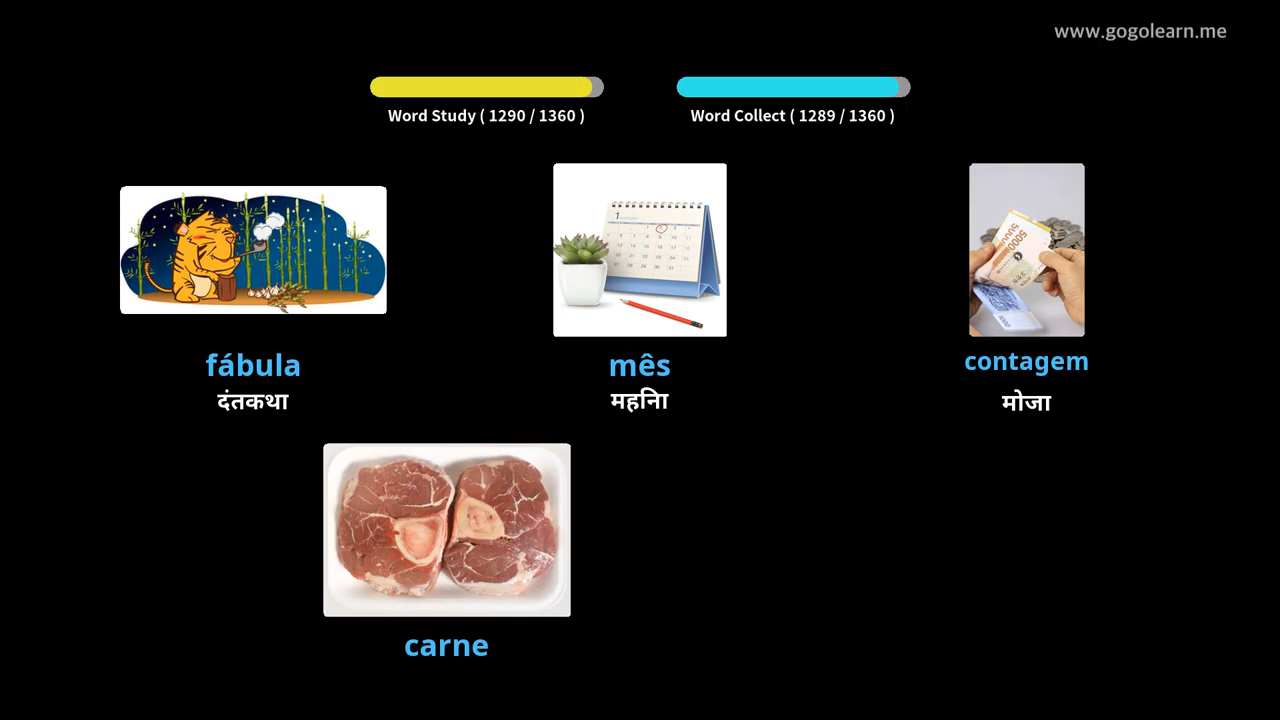 www.gogolearn.me
Word Study ( 1290 / 1360 )
Word Collect ( 1289 / 1360 )
fábula
mês
contagem
दंतकथा
महीना
मोजा
carne